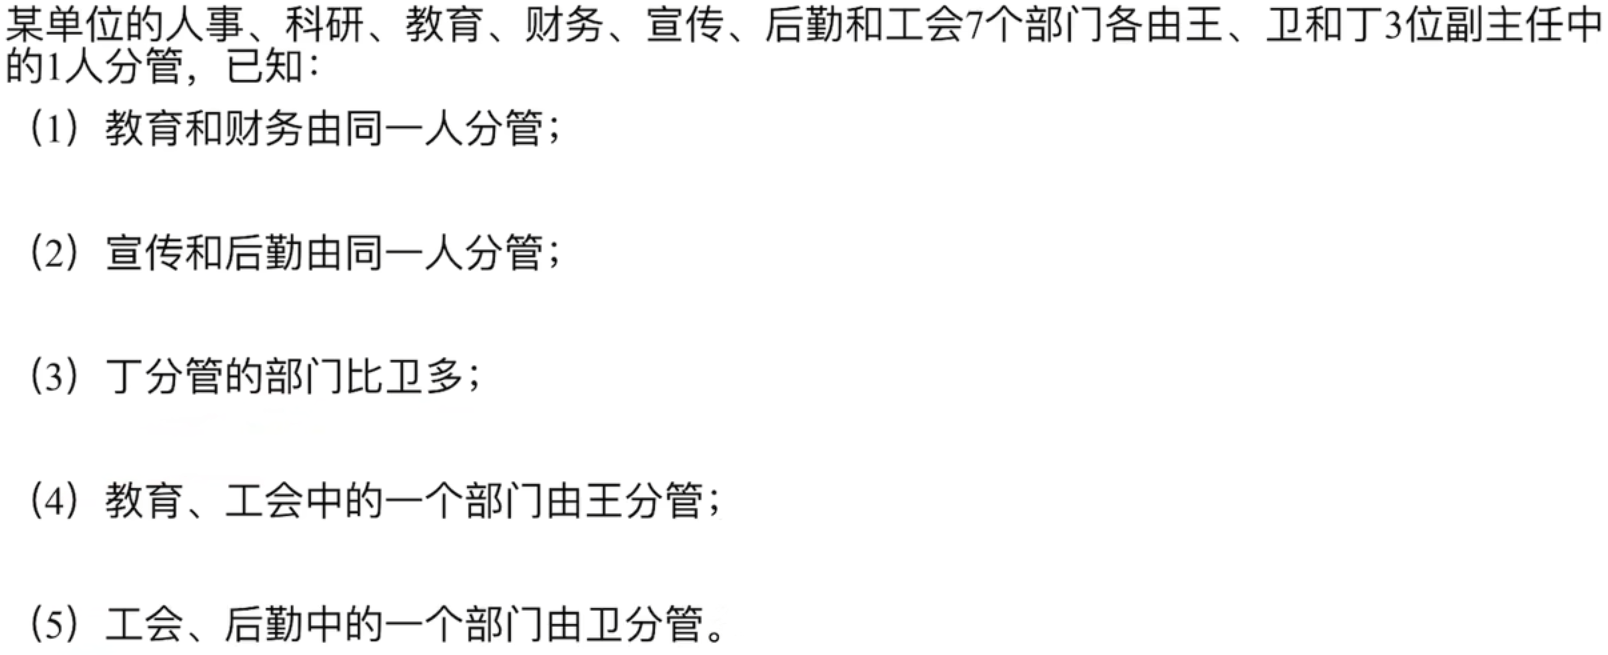 某单位的人事、科研、教育、财务、宣传、后勤和工会7个部门各由王、卫和丁3位副主任中
的1人分管，已知：
（1）教育和财务由同一人分管；
（2）宣传和后勤由同一人分管；
（3）丁分管的部门比卫多；
（4）教育、工会中的一个部门由王分管；
（5）工会、后勤中的一个部门由卫分管。